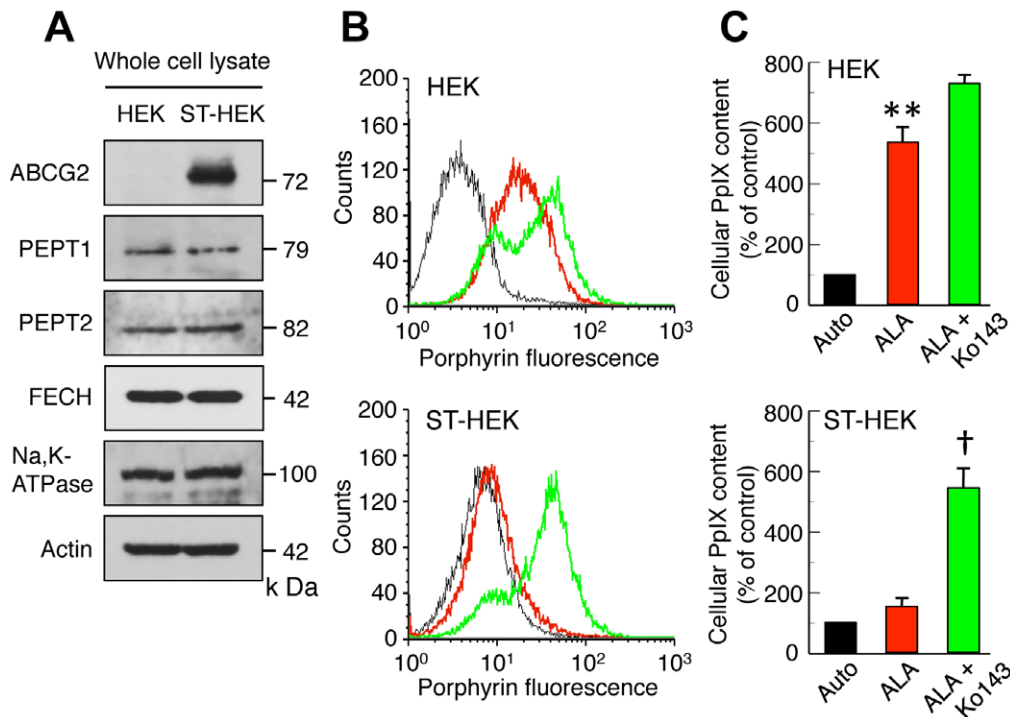 A
Whole cell lysate
HEK ST-HEK
ABCG2
72
PEPT1
79
PEPT2
82
FECH
42
Na,K-
ATPase
100
Actin
42
k Da
B
200
160
120
80
40
0
Counts
HEK
10⁰ 10¹ 10² 10³
Porphyrin fluorescence
200
160
120
80
40
0
Counts
ST-HEK
10⁰ 10¹ 10² 10³
Porphyrin fluorescence
C
800
600
400
200
0
Cellular PpIX content
(% of control)
HEK
**
Auto
ALA
ALA +
Ko143
800
600
400
200
0
Cellular PpIX content
(% of control)
ST-HEK
†
Auto
ALA
ALA +
Ko143